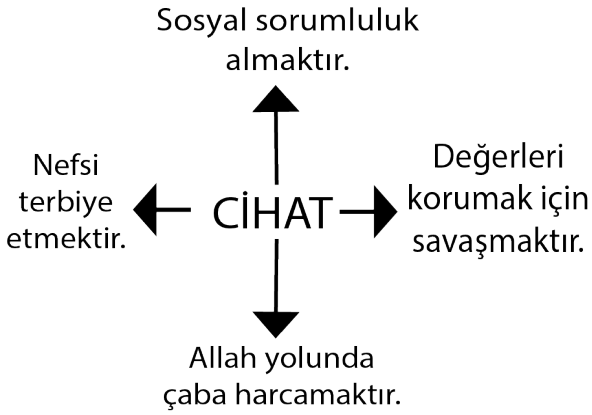 Sosyal sorumluluk
almaktır.
Nefsi
terbiye
etmektir.
CİHAT
Değerleri
korumak için
savaşmaktır.
Allah yolunda
çaba harcamaktır.